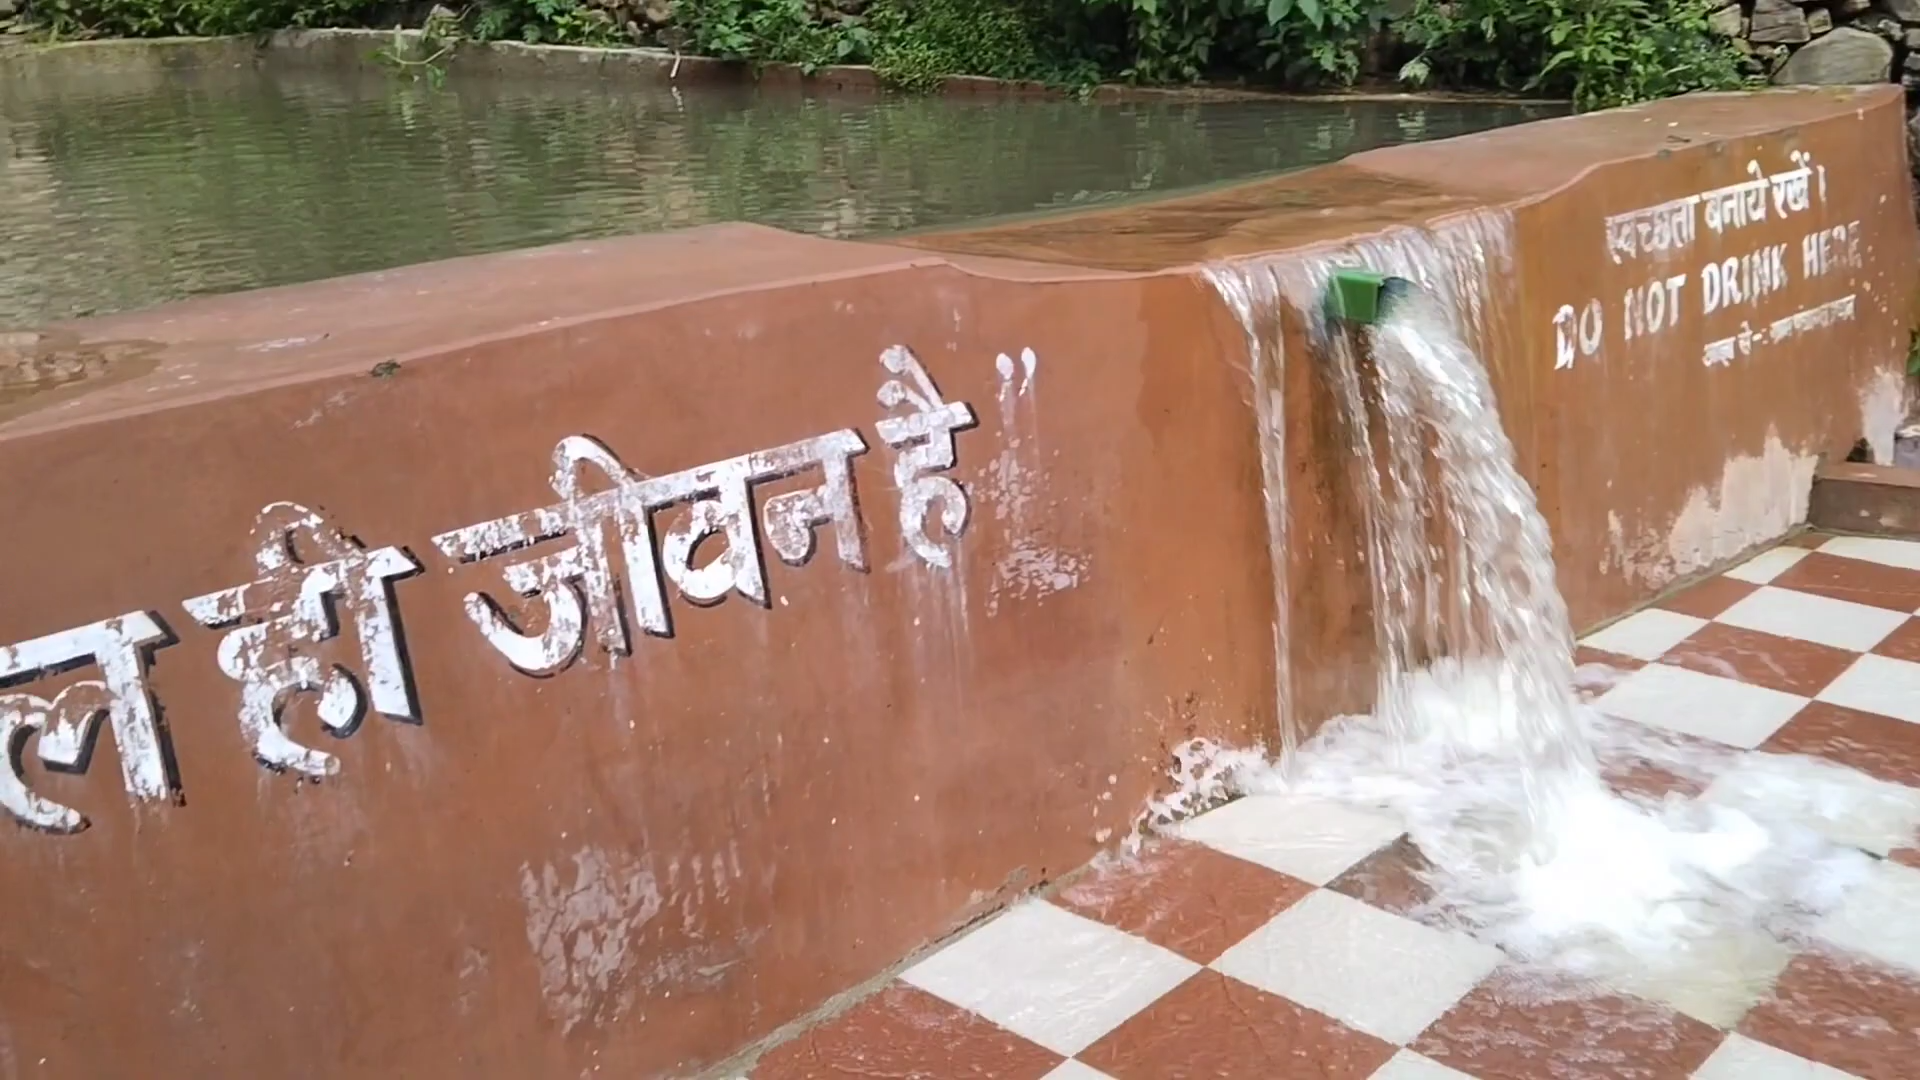 ल ही जीवन है”
स्वच्छता बनाये रखें।
DO NOT DRINK HERE